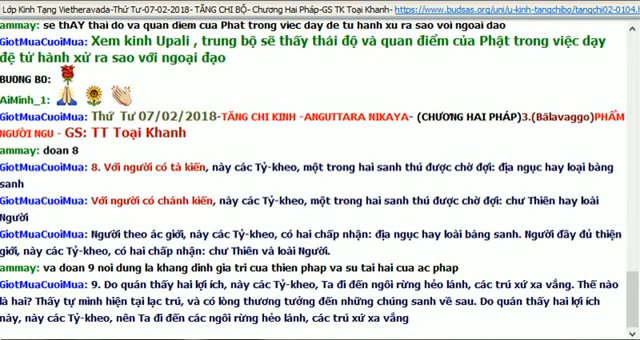 Lớp Kinh Tạng Vietheravada-Thứ Tư-07-02-2018- TĂNG CHI BỘ- Chương Hai Pháp-GS TK Toại Khanh- https://www.budsas.org/uni/u-kinh-tangchibo/tangchi02-0104.h
se thAY thai do va quan diem cua Phat trong viec day de tu hanh xu ra sao voi ngoai dao
GiotMuaCuoiMua: Xem kinh Upali , trung bộ sẽ thấy thái độ và quan điểm của Phật trong việc dạy
đệ tử hành xử ra sao với ngoại đạo
BUONG BO:
AiMinh_1:
GiotMuaCuoiMua: Thứ Tư 07/02/2018-TĂNG CHI KINH -ANGUTTARA NIKAYA- (CHƯƠNG HAI PHÁP)3.(Bālavaggo)PHẨM
NGƯỜI NGU - GS: TT Toại Khanh
ammay: doan 8
GiotMuaCuoiMua: 8. Với người có tà kiến, này các Tỷ-kheo, một trong hai sanh thú được chờ đợi: địa ngục hay loại bàng
sanh
GiotMuaCuoiMua: Với người có chánh kiến, này các Tỷ-kheo, một trong hai sanh thú được chờ đợi: chư Thiên hay loài
Người
GiotMuaCuoiMua: Người theo ác giới, này các Tỷ-kheo, có hai chấp nhận: địa ngục hay loài bàng sanh. Người đầy đủ thiện
giới, này các Tỷ-kheo, có hai chấp nhận: chư Thiên và loài Người.
ammay: va doan 9 noi dung la khang dinh gia tri cua thien phap va su tai hai cua ac phap
GiotMuaCuoiMua: 9. Do quán thấy hai lợi ích, này các Tỷ-kheo, Ta đi đến ngôi rừng hẻo lánh, các trú xứ xa vắng. Thế nào
là hai? Thấy tự mình hiện tại lạc trú, và có lòng thương tưởng đến những chúng sanh về sau. Do quán thấy hai lợi ích
này, này các Tỷ-kheo, nên Ta đi đến các ngôi rừng hẻo lánh, các trú xứ xa vắng